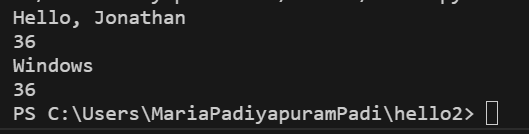 Hello, Jonathan
36
Windows
36
PS C:\Users\MariaPadiyapuramPadi\hello2>